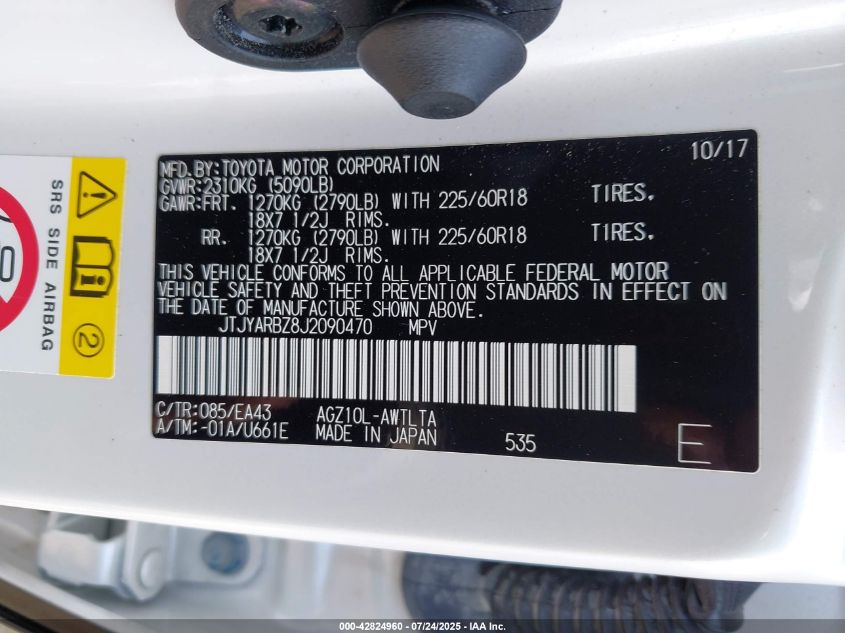 MFD.BY:TOYOTA MOTOR CORPORATION 10/17
GVWR:2310KG (5090LB)
GAWR:FRT. 1270KG (2790LB) WITH 225/60R18 TIRES.
18X7 1/2J RIMS.
RR. 1270KG (2790LB) WITH 225/60R18 TIRES.
18X7 1/2J RIMS.
THIS VEHICLE CONFORMS TO ALL APPLICABLE FEDERAL MOTOR
VEHICLE SAFETY AND THEFT PREVENTION STANDARDS IN EFFECT ON
THE DATE OF MANUFACTURE SHOWN ABOVE.
JTJYARBZ8J2090470 MPV
C/TR:085/EA43 AGZ10L-AWTLTA
A/TM:-01A/U661E MADE IN JAPAN 535 E
SRS SIDE AIRBAG
2
000-42824960 - 07/24/2025 - IAA Inc.